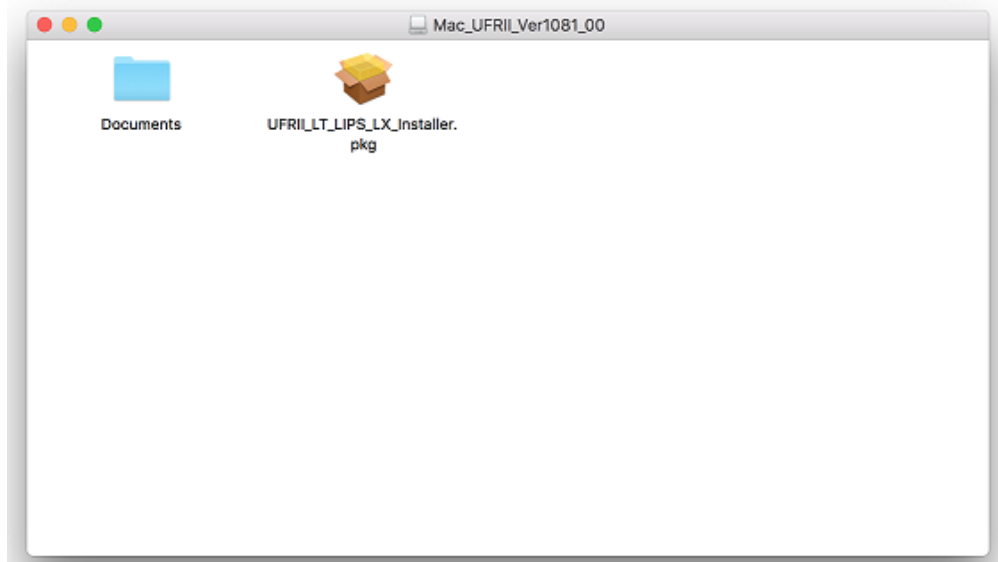 Mac_UFRII_Ver1081_00
Documents
UFRII_LT_LIPS_LX_Installer.
pkg